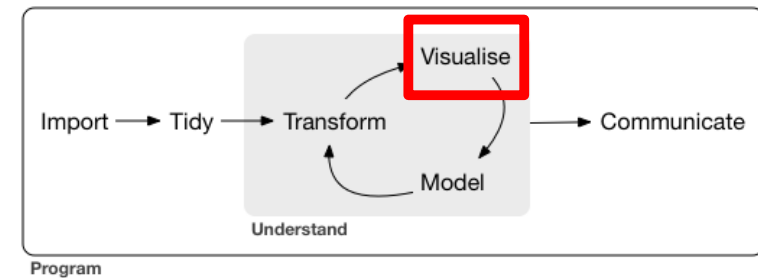 Visualise
Import Tidy Transform Communicate
Model
Understand
Program